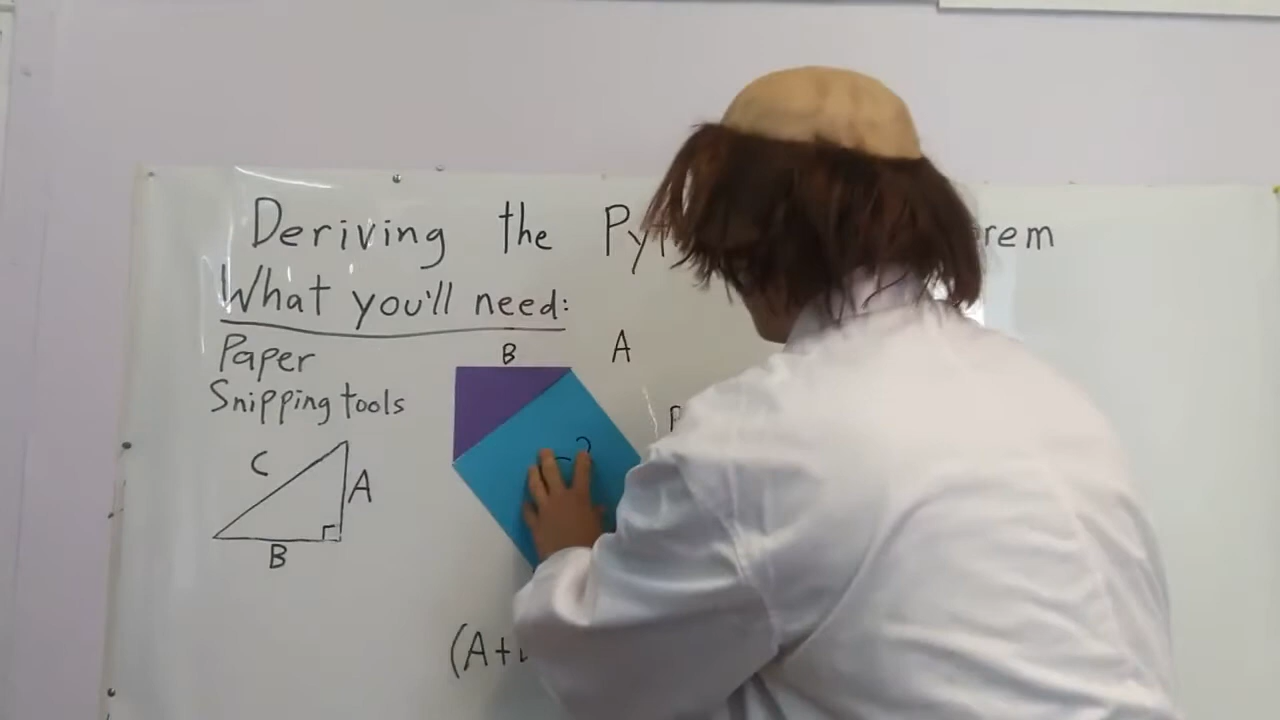 Deriving the Py rem
What you'll need:
Paper
Snipping tools
B
A
C
A
B
(A+